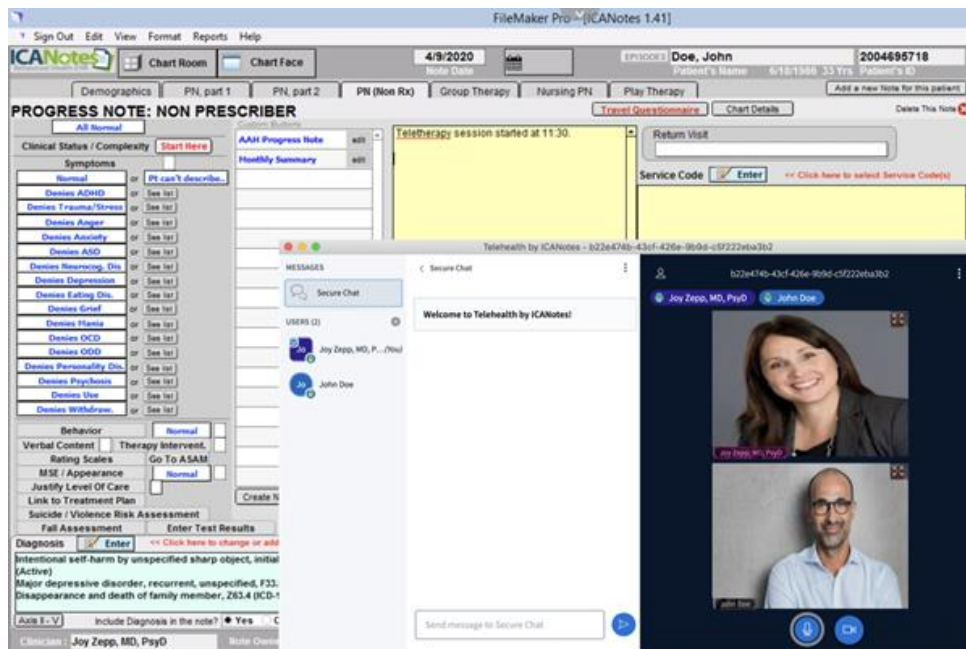 FileMaker Pro - [ICANotes 1.41]
Sign Out Edit View Format Reports Help
ICANotes
Chart Room
Chart Face
4/9/2020
Note Date
EPISODES
Doe, John
Patient's Name
6/10/1986 33 Yrs
2004695718
Patient's ID
Demographics
PN, part 1
PN, part 2
PN (Non Rx)
Group Therapy
Nursing PN
Play Therapy
Add a new Note for this patient
PROGRESS NOTE: NON PRESCRIBER
Travel Questionnaire
Chart Details
Delete This Note
All Normal
Clinical Status / Complexity Start Here
Symptoms
Normal or Pt can't describe..
Denies ADHD or See list
Denies Trauma/Stress or See list
Denies Anger or See list
Denies Anxiety or See list
Denies ASD or See list
Denies Neurocog. Dis or See list
Denies Depression or See list
Denies Eating Dis. or See list
Denies Grief or See list
Denies Mania or See list
Denies OCD or See list
Denies ODD or See list
Denies Personality Dis. or See list
Denies Psychosis or See list
Denies Use or See list
Denies Withdraw. or See list
Behavior Normal
Verbal Content Therapy Intervent.
Rating Scales Go To ASAM
MSE / Appearance Normal
Justify Level Of Care
Link to Treatment Plan
Suicide / Violence Risk Assessment
Fall Assessment Enter Test Results
Custom Buttons
AAH Progress Note edit
Monthly Summary edit
Create N
Teletherapy session started at 11:30.
Return Visit
Service Code Enter << Click here to select Service Code(s)
Diagnosis Enter << Click here to change or add
Intentional self-harm by unspecified sharp object, initial
(Active)
Major depressive disorder, recurrent, unspecified, F33.
Disappearance and death of family member, Z63.4 (ICD-1
Axis II - V Include Diagnosis in the note? Yes
Clinician : Joy Zepp, MD, PsyD Note Owne
Telehealth by ICANotes - b22e474b-43cf-426e-9b9d-c5f222eba3b2
MESSAGES
Secure Chat
USERS (2)
Jo Joy Zepp, MD, P... (You)
Jo John Doe
< Secure Chat
Welcome to Telehealth by ICANotes!
Send message to Secure Chat
b22e474b-43cf-426e-9b9d-c5f222eba3b2
Joy Zepp, MD, PsyD
John Doe
Joy Zepp, MD, PsyD
John Doe